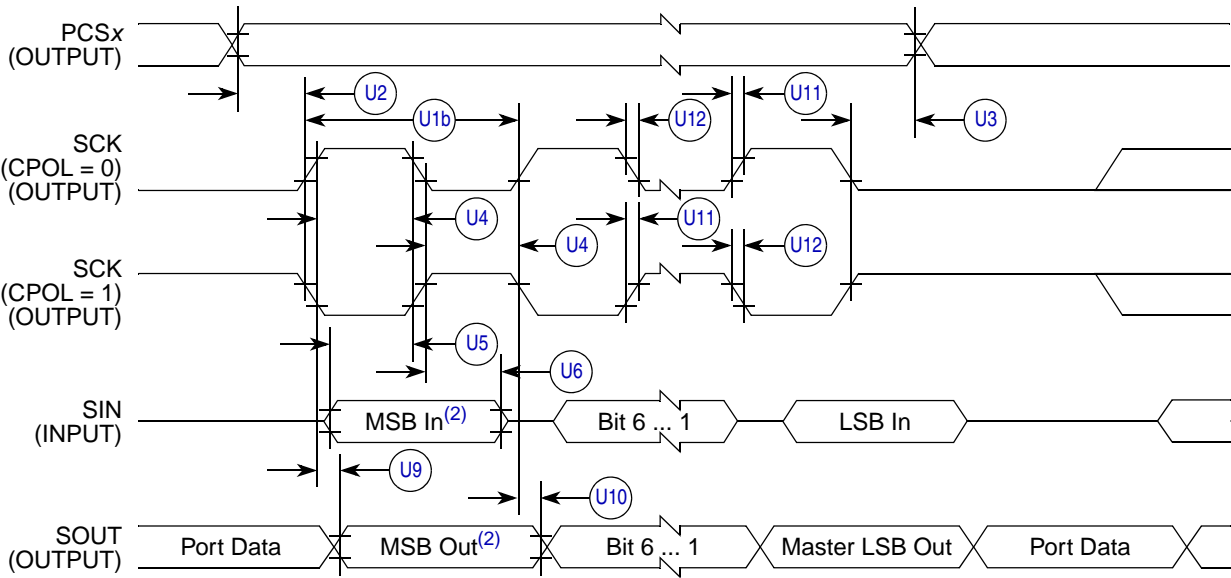 PCSx
(OUTPUT)
U2
U11
U1b
U12
U3
SCK
(CPOL = 0)
(OUTPUT)
U4
U11
U4
U12
SCK
(CPOL = 1)
(OUTPUT)
U5
U6
SIN
(INPUT)
MSB In(2)
Bit 6 ... 1
LSB In
U9
U10
SOUT
(OUTPUT)
Port Data
MSB Out(2)
Bit 6 ... 1
Master LSB Out
Port Data